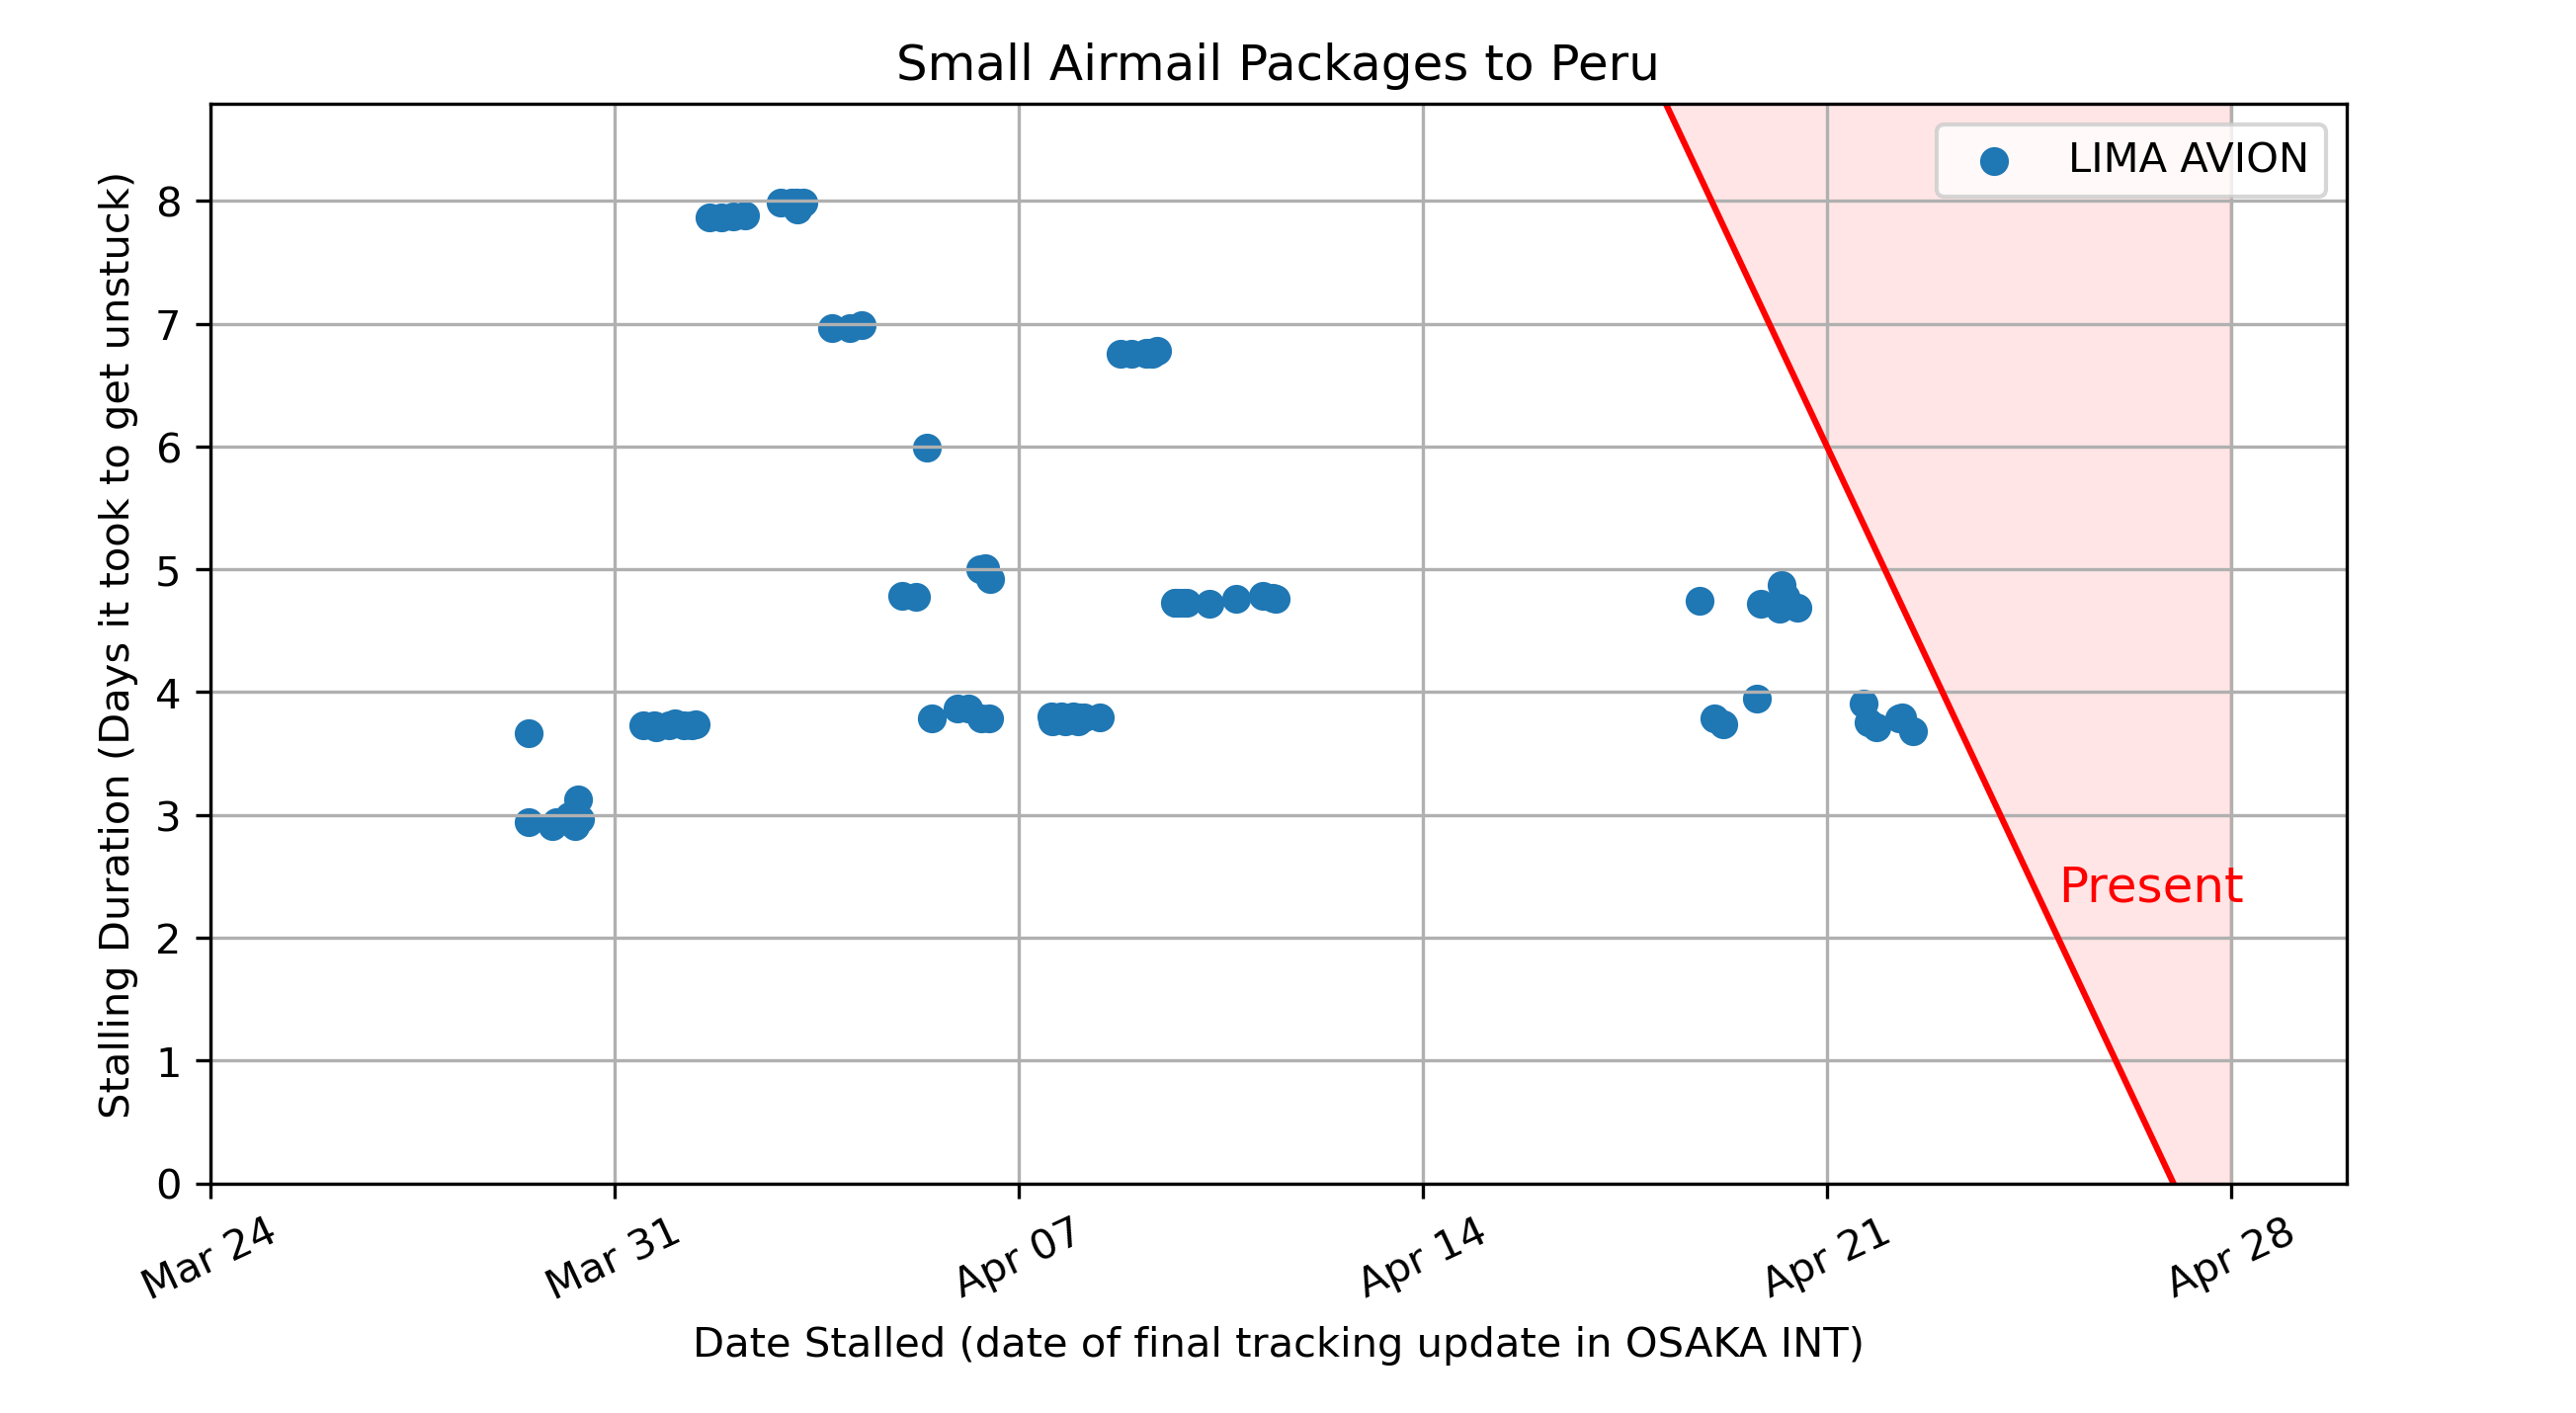 Small Airmail Packages to Peru
LIMA AVION
Stalling Duration (Days it took to get unstuck)
8
7
6
5
4
3
2
1
0
Present
Mar 24
Mar 31
Apr 07
Apr 14
Apr 21
Apr 28
Date Stalled (date of final tracking update in OSAKA INT)